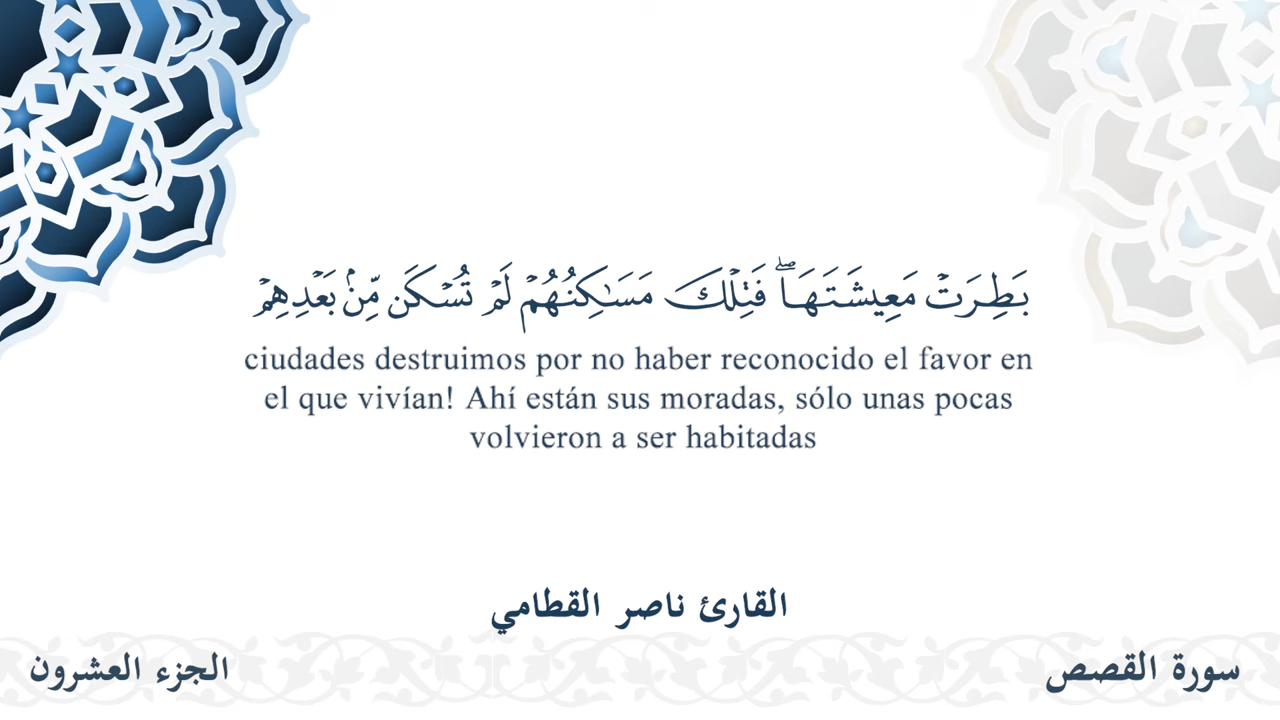 بَطِرَتْ مَعِيشَتَهَاۖ فَتِلْكَ مَسَٰكِنُهُمْ لَمْ تُسْكَن مِّنۢ بَعْدِهِمْ
ciudades destruimos por no haber reconocido el favor en
el que vivían! Ahí están sus moradas, sólo unas pocas
volvieron a ser habitadas
القارئ ناصر القطامي
سورة القصص
الجزء العشرون